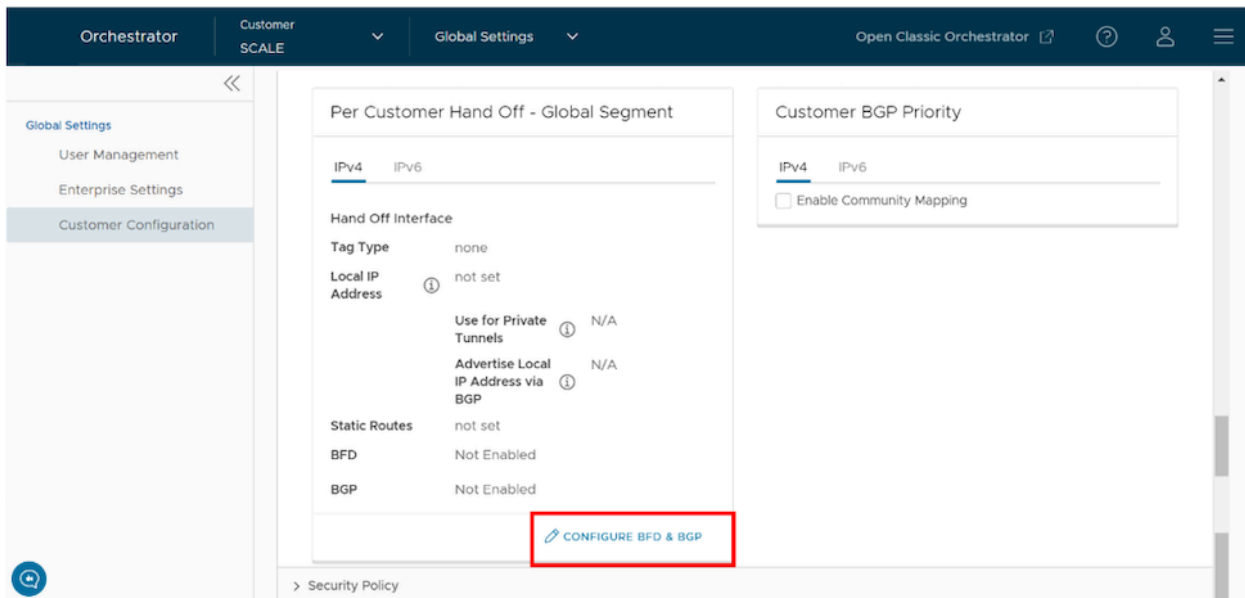 Orchestrator
Customer
SCALE
Global Settings
Open Classic Orchestrator
Global Settings
User Management
Enterprise Settings
Customer Configuration
Per Customer Hand Off - Global Segment
IPv4 IPv6
Hand Off Interface
Tag Type none
Local IP
Address
not set
Use for Private
Tunnels
N/A
Advertise Local
IP Address via
BGP
N/A
Static Routes not set
BFD Not Enabled
BGP Not Enabled
CONFIGURE BFD & BGP
Customer BGP Priority
IPv4 IPv6
Enable Community Mapping
Security Policy